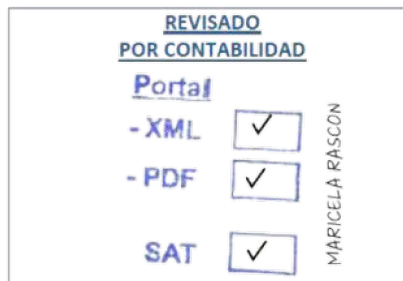 REVISADO
POR CONTABILIDAD
Portal
- XML ✓
- PDF ✓
SAT ✓
MARICELA RASCON